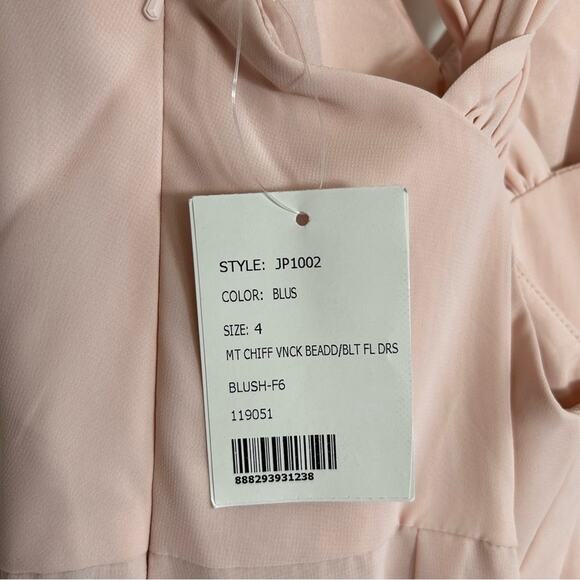 STYLE: JP1002
COLOR: BLUS
SIZE: 4
MT CHIFF VNCK BEADD/BLT FL DRS
BLUSH-F6
119051
888293931238